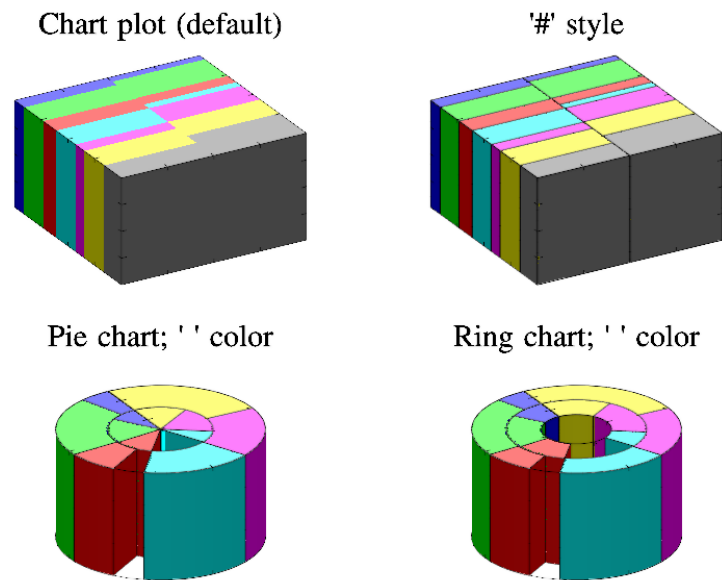 Chart plot (default)
'#' style
Pie chart; ' ' color
Ring chart; ' ' color